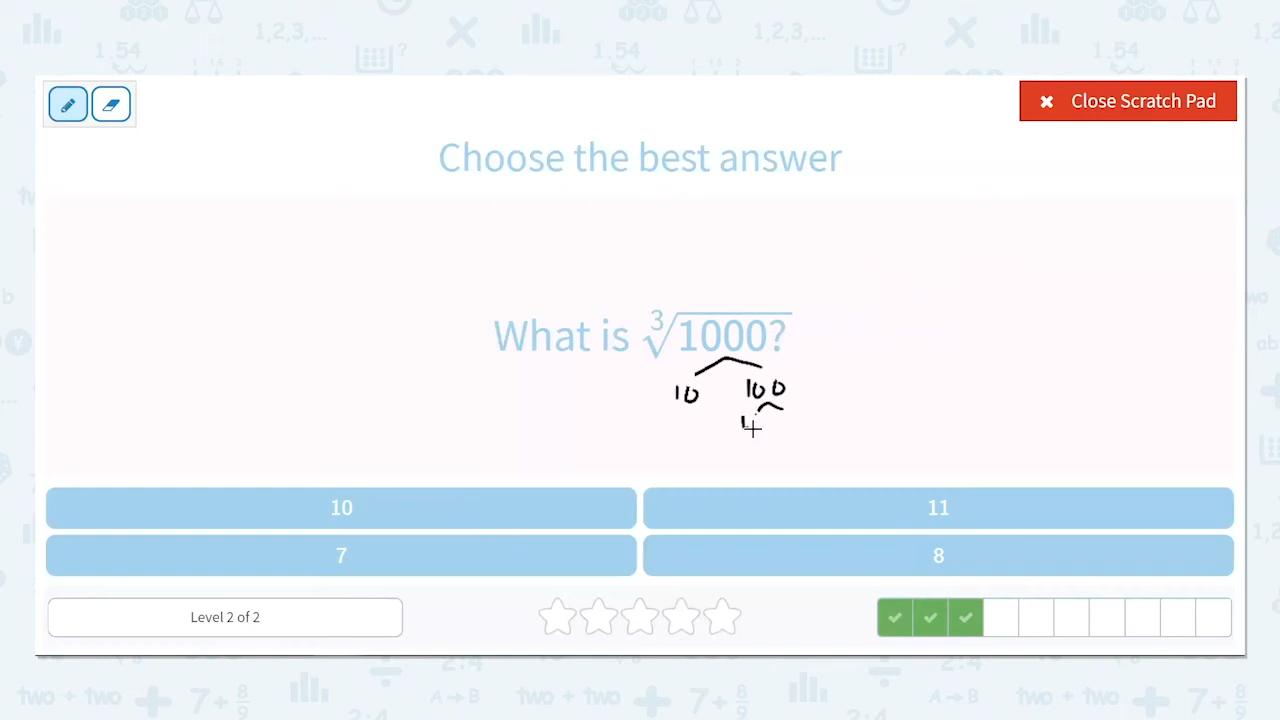 Close Scratch Pad
Choose the best answer
What is ∛1000?
10 100
10 11
7 8
Level 2 of 2